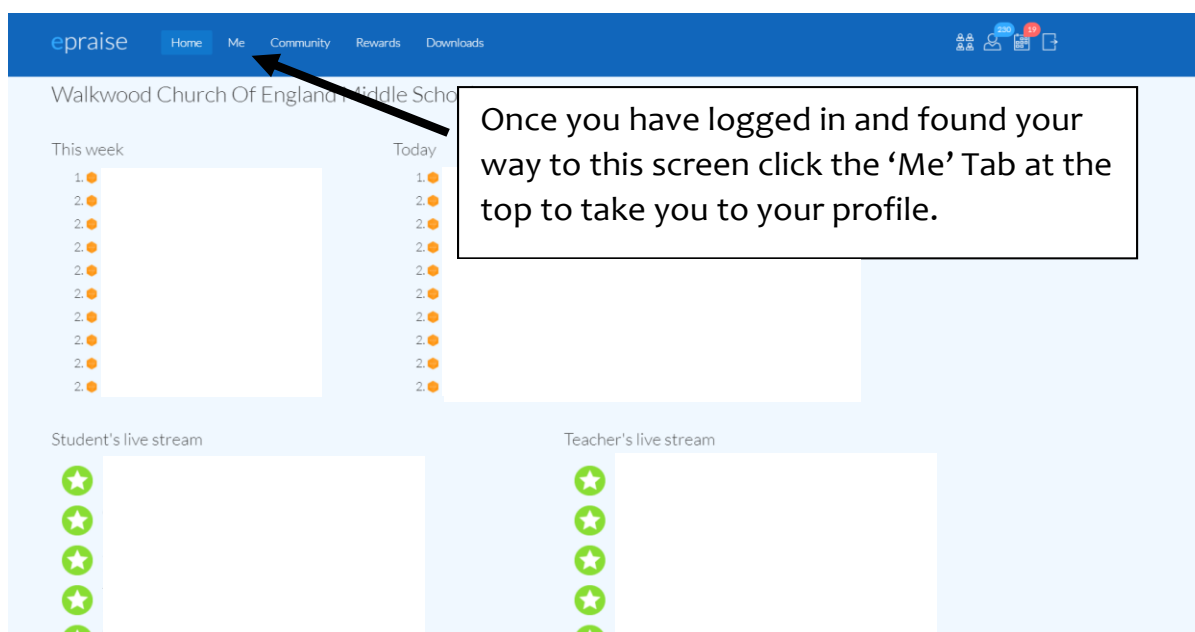 epraise Home Me Community Rewards Downloads 230 19
Walkwood Church Of England Middle Scho
Once you have logged in and found your
way to this screen click the ‘Me’ Tab at the
top to take you to your profile.
This week
1.
2.
2.
2.
2.
2.
2.
2.
2.
2.
Today
1.
2.
2.
2.
2.
2.
2.
2.
2.
2.
Student's live stream
Teacher's live stream